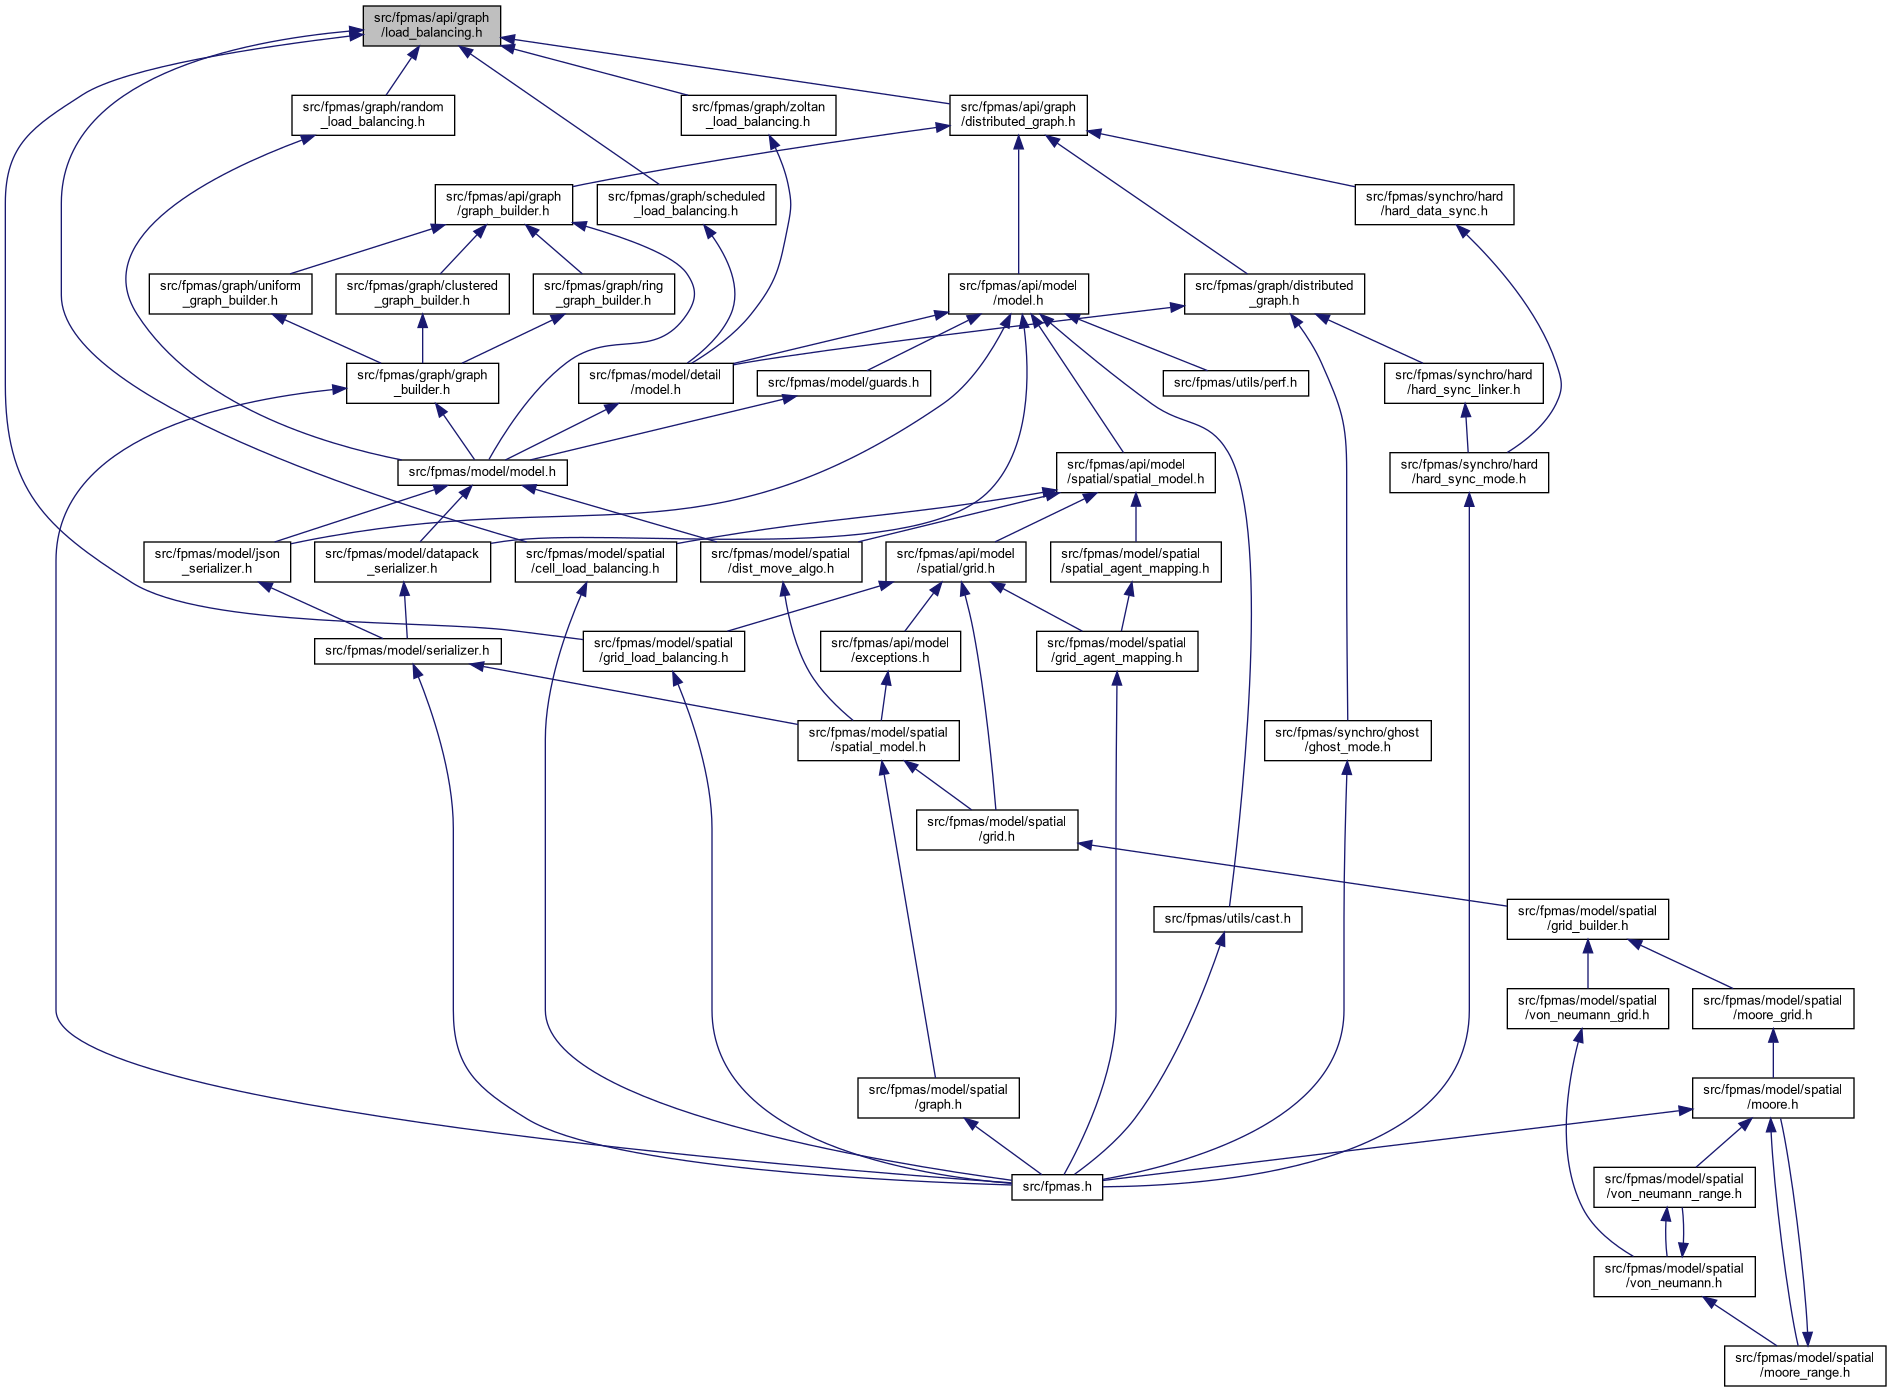 src/fpmas/api/graph
/load_balancing.h
src/fpmas/graph/random
_load_balancing.h
src/fpmas/graph/zoltan
_load_balancing.h
src/fpmas/api/graph
/distributed_graph.h
src/fpmas/api/graph
/graph_builder.h
src/fpmas/graph/scheduled
_load_balancing.h
src/fpmas/synchro/hard
/hard_data_sync.h
src/fpmas/graph/uniform
_graph_builder.h
src/fpmas/graph/clustered
_graph_builder.h
src/fpmas/graph/ring
_graph_builder.h
src/fpmas/api/model
/model.h
src/fpmas/graph/distributed
_graph.h
src/fpmas/graph/graph
_builder.h
src/fpmas/model/detail
/model.h
src/fpmas/model/guards.h
src/fpmas/utils/perf.h
src/fpmas/synchro/hard
/hard_sync_linker.h
src/fpmas/model/model.h
src/fpmas/api/model
/spatial/spatial_model.h
src/fpmas/synchro/hard
/hard_sync_mode.h
src/fpmas/model/json
_serializer.h
src/fpmas/model/datapack
_serializer.h
src/fpmas/model/spatial
/cell_load_balancing.h
src/fpmas/model/spatial
/dist_move_algo.h
src/fpmas/api/model
/spatial/grid.h
src/fpmas/model/spatial
/spatial_agent_mapping.h
src/fpmas/model/serializer.h
src/fpmas/model/spatial
/grid_load_balancing.h
src/fpmas/api/model
/exceptions.h
src/fpmas/model/spatial
/grid_agent_mapping.h
src/fpmas/model/spatial
/spatial_model.h
src/fpmas/synchro/ghost
/ghost_mode.h
src/fpmas/model/spatial
/grid.h
src/fpmas/utils/cast.h
src/fpmas/model/spatial
/grid_builder.h
src/fpmas/model/spatial
/von_neumann_grid.h
src/fpmas/model/spatial
/moore_grid.h
src/fpmas/model/spatial
/graph.h
src/fpmas/model/spatial
/moore.h
src/fpmas.h
src/fpmas/model/spatial
/von_neumann_range.h
src/fpmas/model/spatial
/von_neumann.h
src/fpmas/model/spatial
/moore_range.h